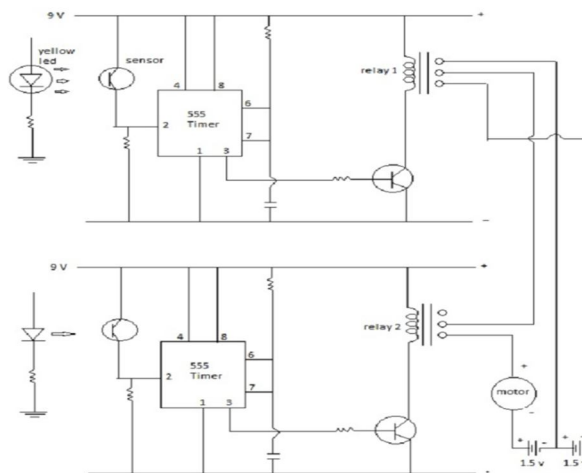 9 V
+
yellow
led
sensor
relay 1
4
8
555
Timer
6
2
7
1
3
-
9 V
+
relay 2
4
8
555
Timer
6
2
7
1
3
+
motor
-
+
-
+
1.5 v
1.5
-